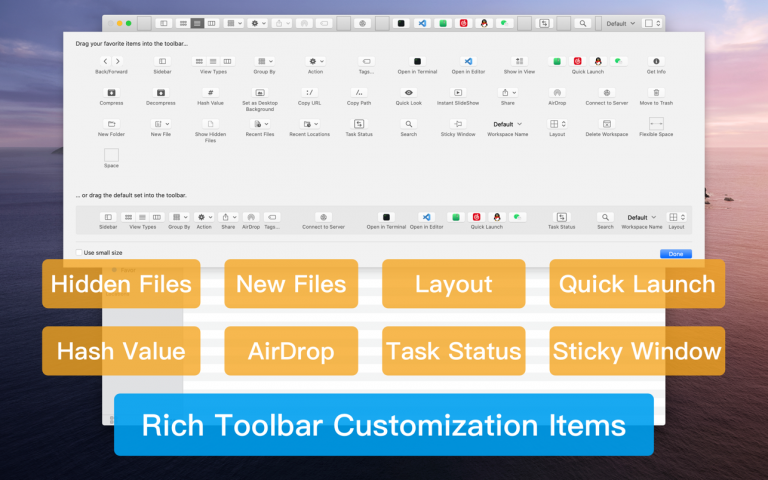 Default
Drag your favorite items into the toolbar...
Back/Forward Sidebar View Types Group By Action Tags... Open in Terminal Open in Editor Show in View Quick Launch Get Info
Compress Decompress Hash Value Set as Desktop Background Copy URL Copy Path Quick Look Instant SlideShow Share AirDrop Connect to Server Move to Trash
Default
New Folder New File Show Hidden Files Recent Files Recent Locations Task Status Search Sticky Window Workspace Name Layout Delete Workspace Flexible Space
Space
... or drag the default set into the toolbar.
Default
Sidebar View Types Group By Action Share AirDrop Tags... Connect to Server Open in Terminal Open in Editor Quick Launch Task Status Search Workspace Name Layout
Use small size
Done
Hidden Files New Files Layout Quick Launch
Hash Value AirDrop Task Status Sticky Window
Rich Toolbar Customization Items